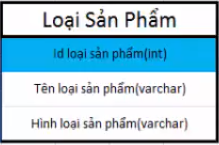 Loại Sản Phẩm
Id loại sản phẩm(int)
Tên loại sản phẩm(varchar)
Hình loại sản phẩm(varchar)